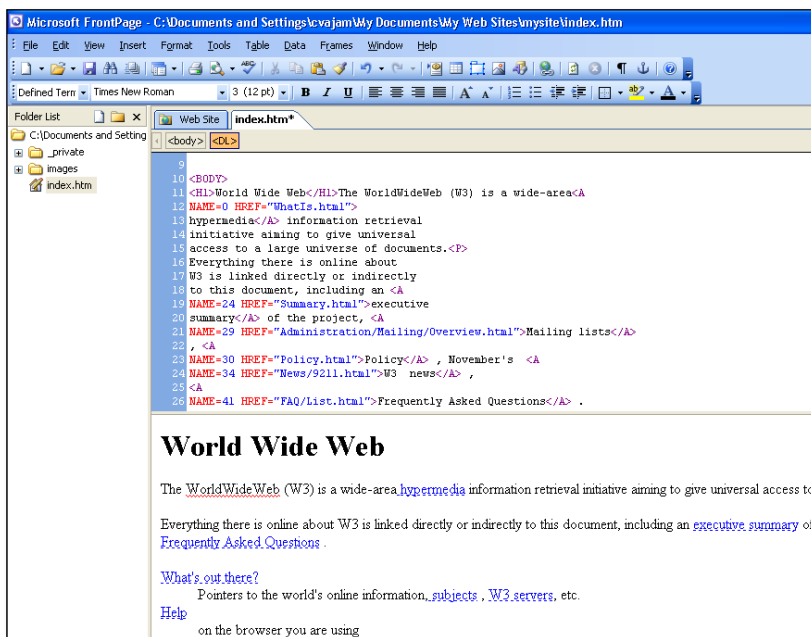 Microsoft FrontPage - C:\Documents and Settings\cvajam\My Documents\My Web Sites\mysite\index.htm
File Edit View Insert Format Tools Table Data Frames Window Help
Defined Tern Times New Roman 3 (12 pt) B I U
Folder List
Web Site index.htm*
C:\Documents and Setting
<body> <DL>
_private
images
index.htm
9
10 <BODY>
11 <H1>World Wide Web</H1>The WorldWideWeb (W3) is a wide-area<A
12 NAME=0 HREF="WhatIs.html">
13 hypermedia</A> information retrieval
14 initiative aiming to give universal
15 access to a large universe of documents.<P>
16 Everything there is online about
17 W3 is linked directly or indirectly
18 to this document, including an <A
19 NAME=24 HREF="Summary.html">executive
20 summary</A> of the project, <A
21 NAME=29 HREF="Administration/Mailing/Overview.html">Mailing lists</A>
22 , <A
23 NAME=30 HREF="Policy.html">Policy</A> , November's <A
24 NAME=34 HREF="News/9211.html">W3 news</A> ,
25 <A
26 NAME=41 HREF="FAQ/List.html">Frequently Asked Questions</A> .
World Wide Web
The WorldWideWeb (W3) is a wide-area hypermedia information retrieval initiative aiming to give universal access to
Everything there is online about W3 is linked directly or indirectly to this document, including an executive summary of
Frequently Asked Questions .
What's out there?
Pointers to the world's online information, subjects , W3 servers, etc.
Help
on the browser you are using